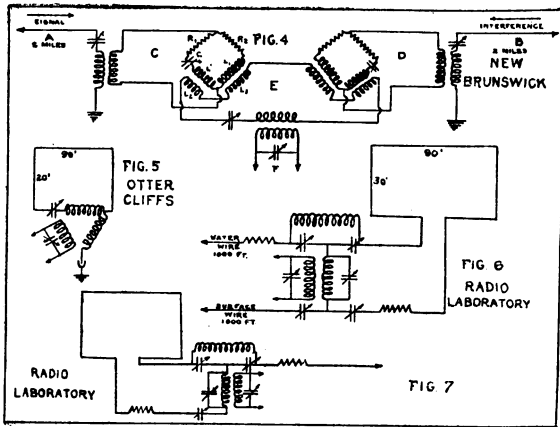 SIGNAL
A
2 MILES
C
R1
R2
FIG. 4
C
L2
L1
E
D
INTERFERENCE
B
2 MILES
NEW
BRUNSWICK
F
90'
20'
FIG. 5
OTTER
CLIFFS
90'
30'
WATER
WIRE
1000 FT.
SURFACE
WIRE
1000 FT
FIG. 6
RADIO
LABORATORY
RADIO
LABORATORY
FIG. 7